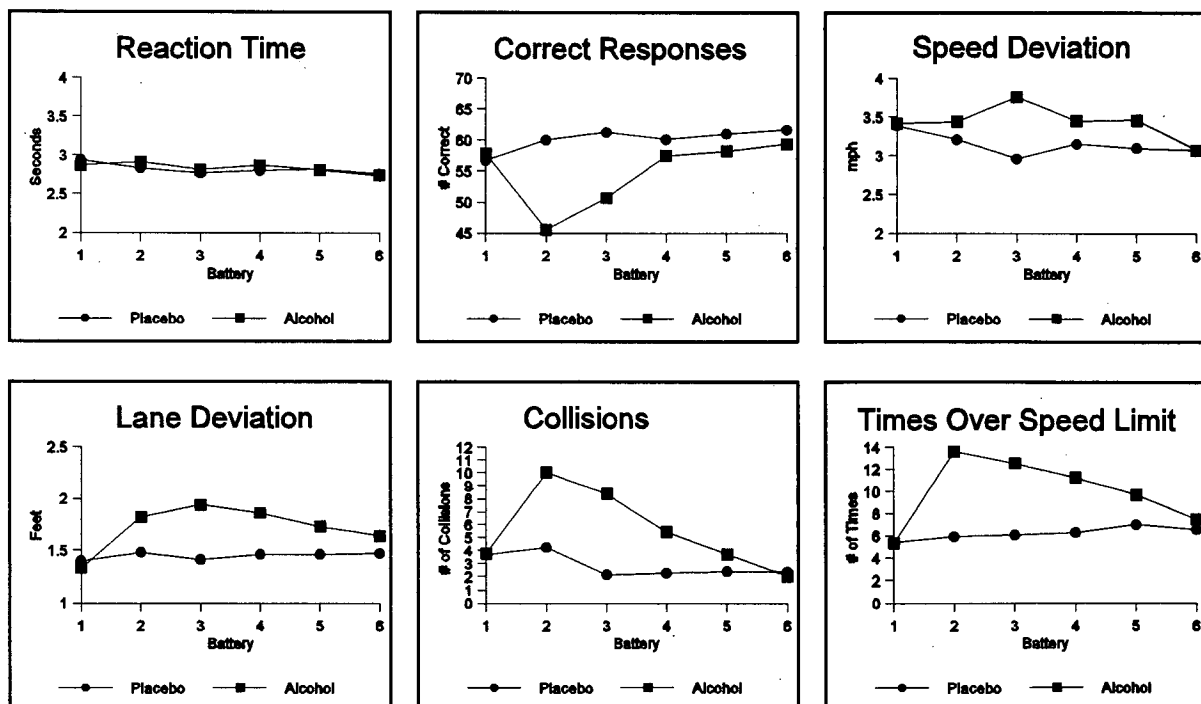 Reaction Time
4
3.5
3
2.5
2
Seconds
1 2 3 4 5 6
Battery
Placebo Alcohol
Correct Responses
70
65
60
55
50
45
# Correct
1 2 3 4 5 6
Battery
Placebo Alcohol
Speed Deviation
4
3.5
3
2.5
2
mph
1 2 3 4 5 6
Battery
Placebo Alcohol
Lane Deviation
2.5
2
1.5
1
Feet
1 2 3 4 5 6
Battery
Placebo Alcohol
Collisions
12
11
10
9
8
7
6
5
4
3
2
1
0
# of Collisions
1 2 3 4 5 6
Battery
Placebo Alcohol
Times Over Speed Limit
14
12
10
8
6
4
2
0
# of Times
1 2 3 4 5 6
Battery
Placebo Alcohol